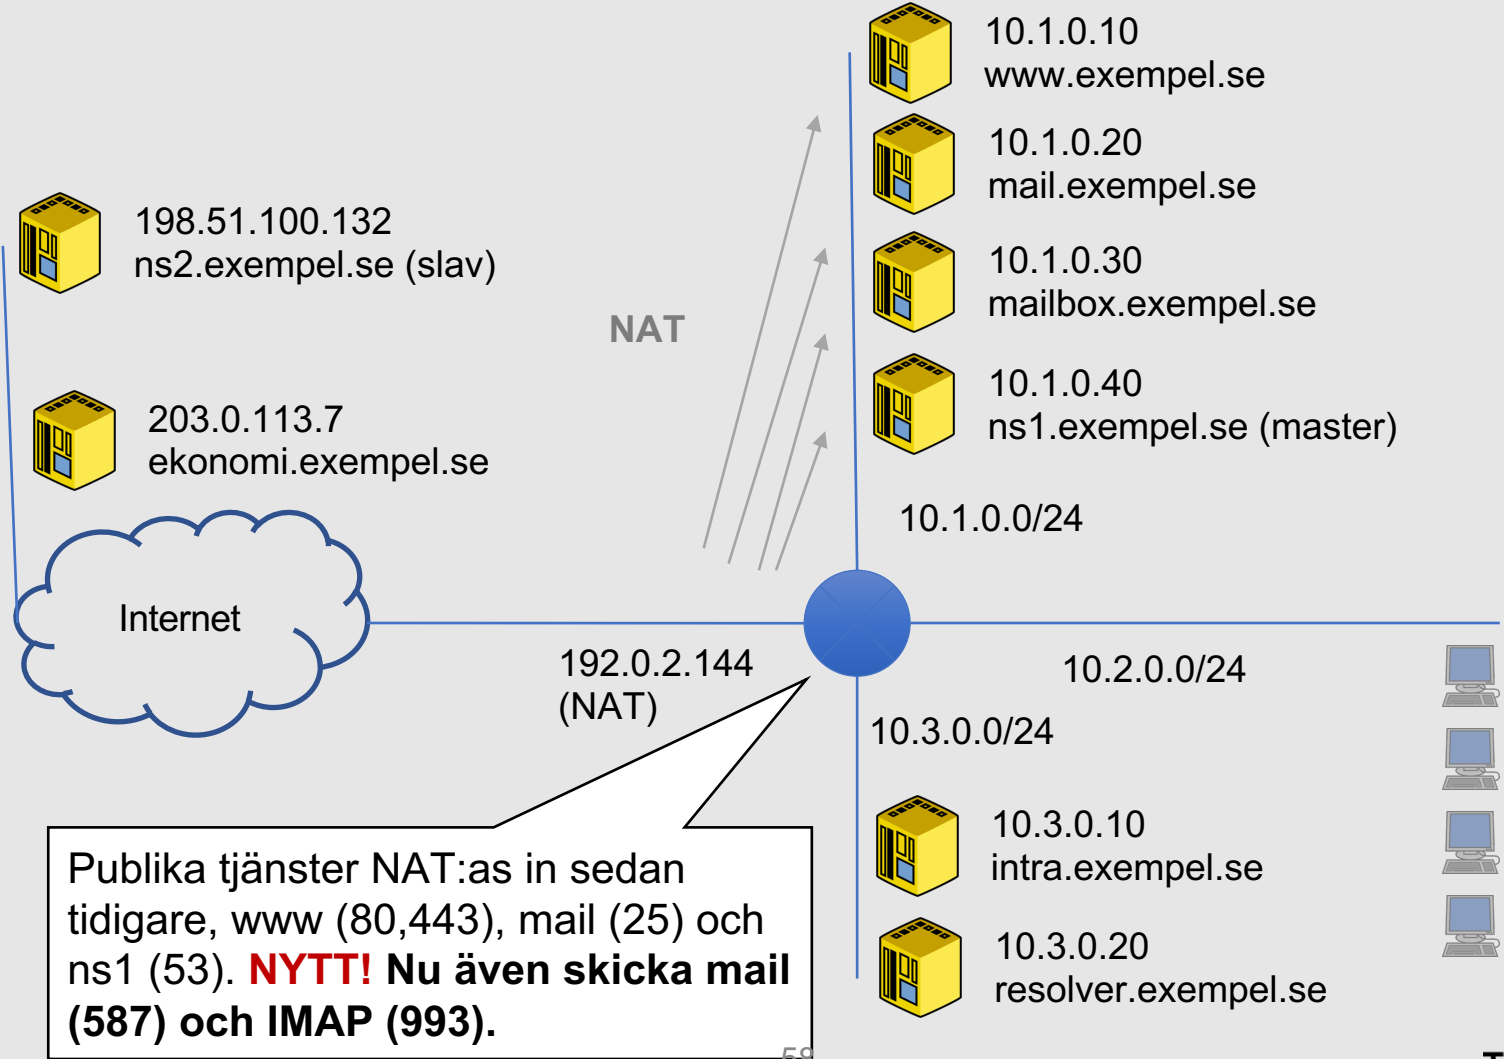 10.1.0.10
www.exempel.se
10.1.0.20
mail.exempel.se
198.51.100.132
ns2.exempel.se (slav)
10.1.0.30
mailbox.exempel.se
NAT
10.1.0.40
ns1.exempel.se (master)
203.0.113.7
ekonomi.exempel.se
10.1.0.0/24
Internet
192.0.2.144
(NAT)
10.2.0.0/24
10.3.0.0/24
10.3.0.10
intra.exempel.se
Publika tjänster NAT:as in sedan
tidigare, www (80,443), mail (25) och
ns1 (53). NYTT! Nu även skicka mail
(587) och IMAP (993).
10.3.0.20
resolver.exempel.se